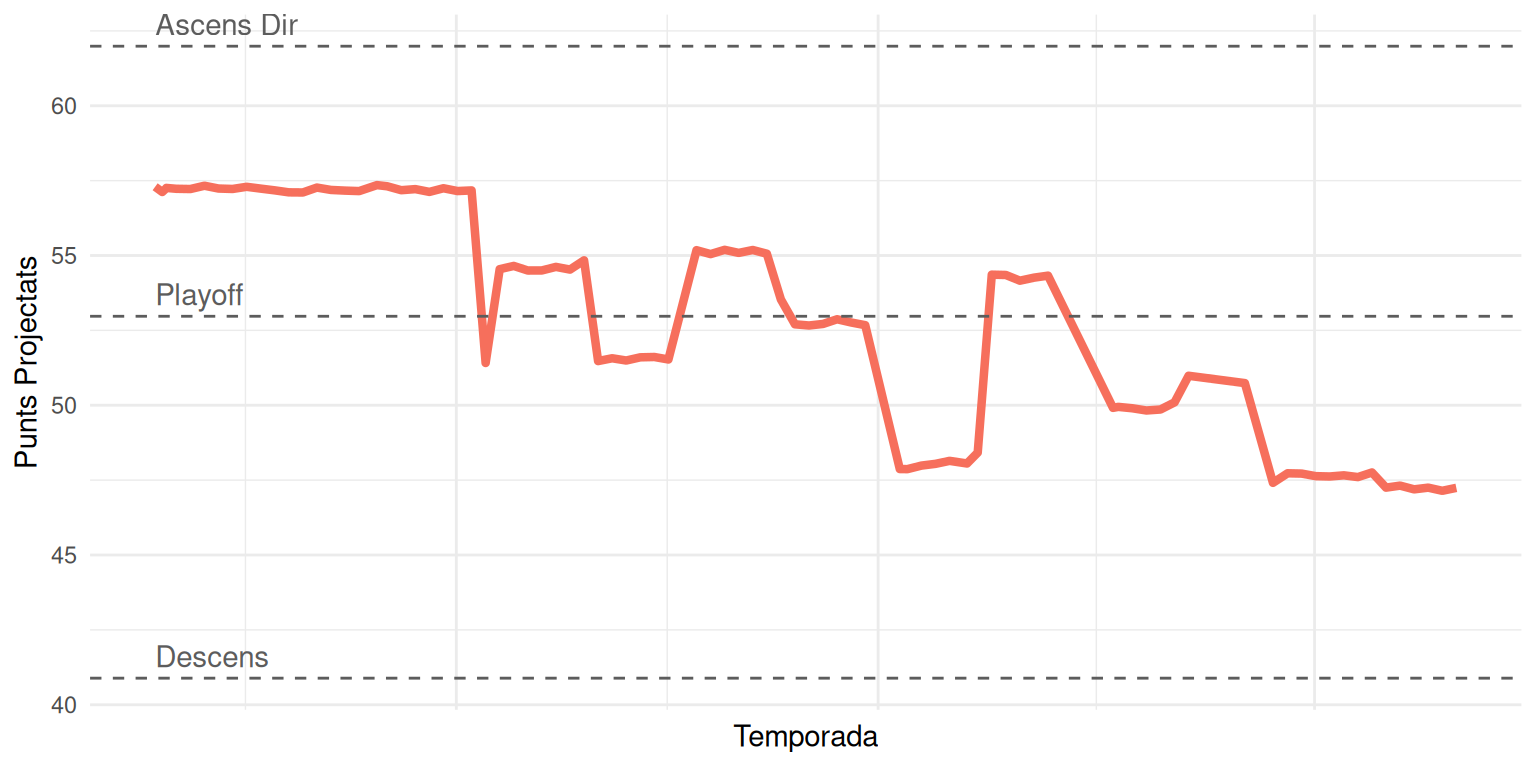 Ascens Dir
60
55
Playoff
50
45
Descens
40
Punts Projectats
Temporada